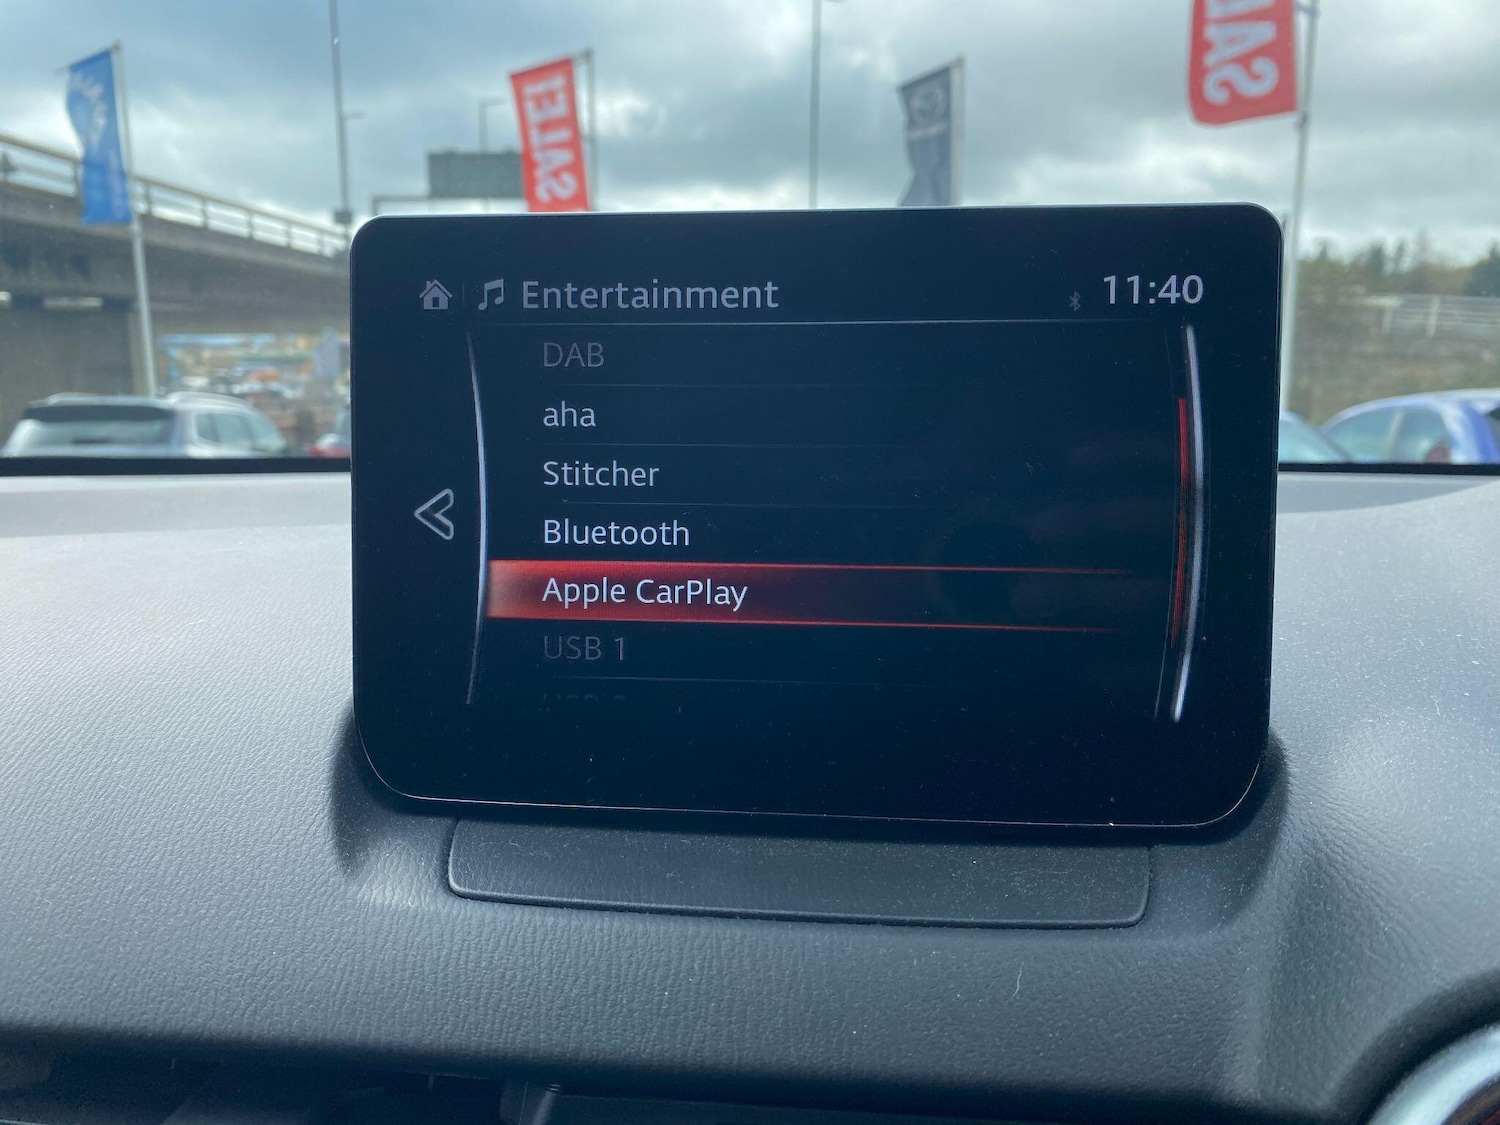 SALE!
SALE!
Entertainment
11:40
DAB
aha
Stitcher
Bluetooth
Apple CarPlay
USB 1